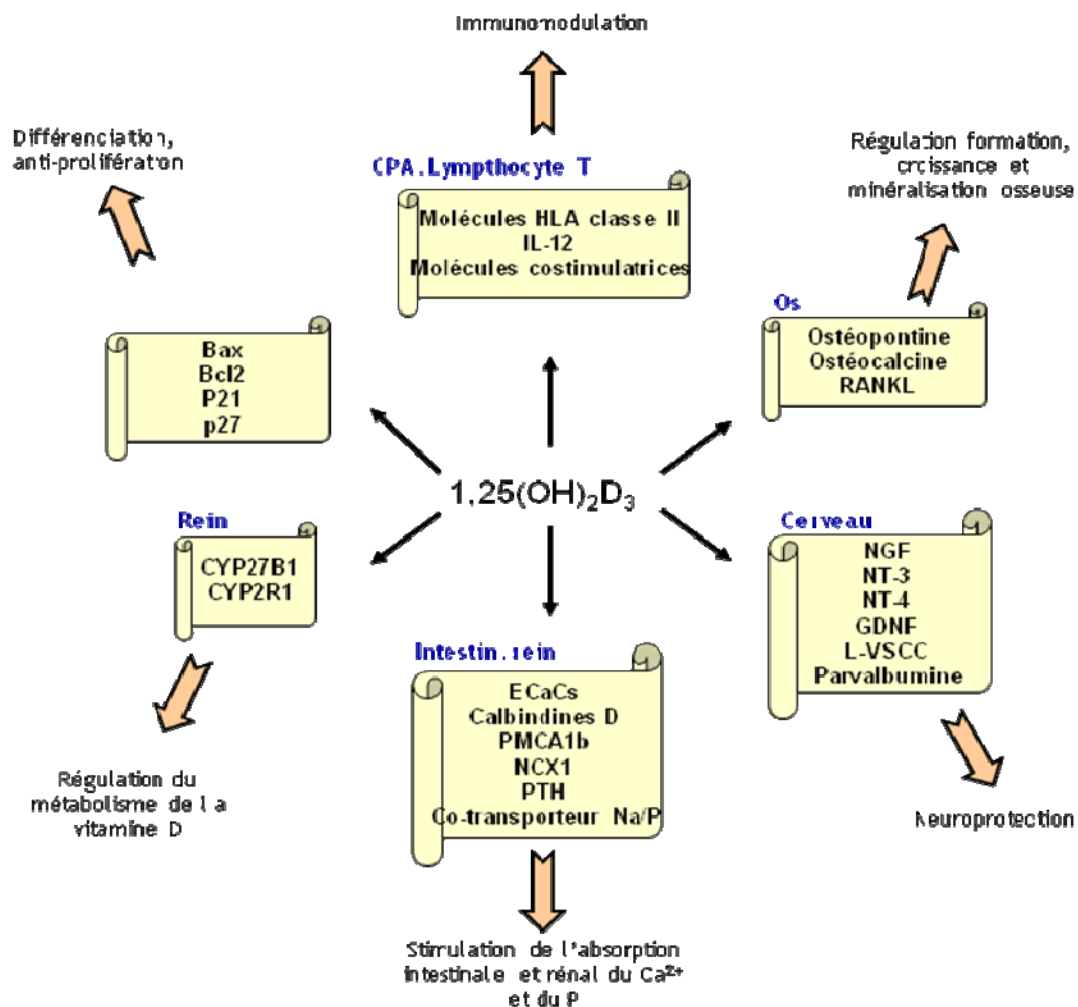 Immunomodulation
Différenciation,
anti-prolifération
CPA.Lympthocyte T
Molécules HLA classe II
IL-12
Molécules costimulatrices
Régulation formation,
croissance et
minéralisation osseuse
Os
Ostéopontine
Ostéocalcine
RANKL
Bax
Bcl2
P21
p27
1,25(OH)₂D₃
Rein
CYP27B1
CYP2R1
Cerveau
NGF
NT-3
NT-4
GDNF
L-VSCC
Parvalbumine
Intestin.rein
ECaCs
Calbindines D
PMCA1b
NCX1
PTH
Co-transporteur Na/P
Régulation du
métabolisme de la
vitamine D
Neuroprotection
Stimulation de l'absorption
intestinale et rénal du Ca²⁺
et du P